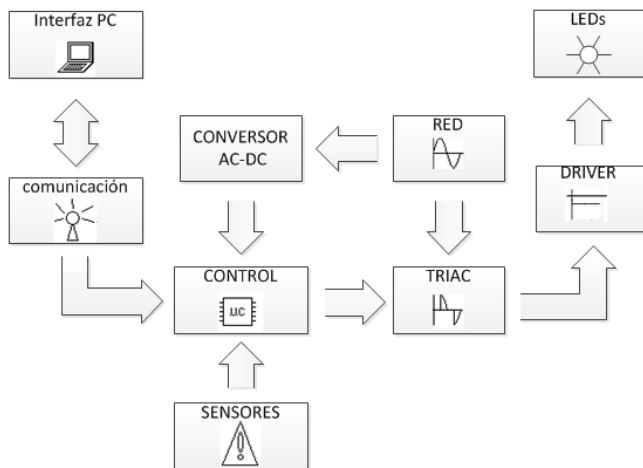 Interfaz PC
LEDs
CONVERSOR
AC-DC
RED
comunicación
DRIVER
CONTROL
µC
TRIAC
SENSORES